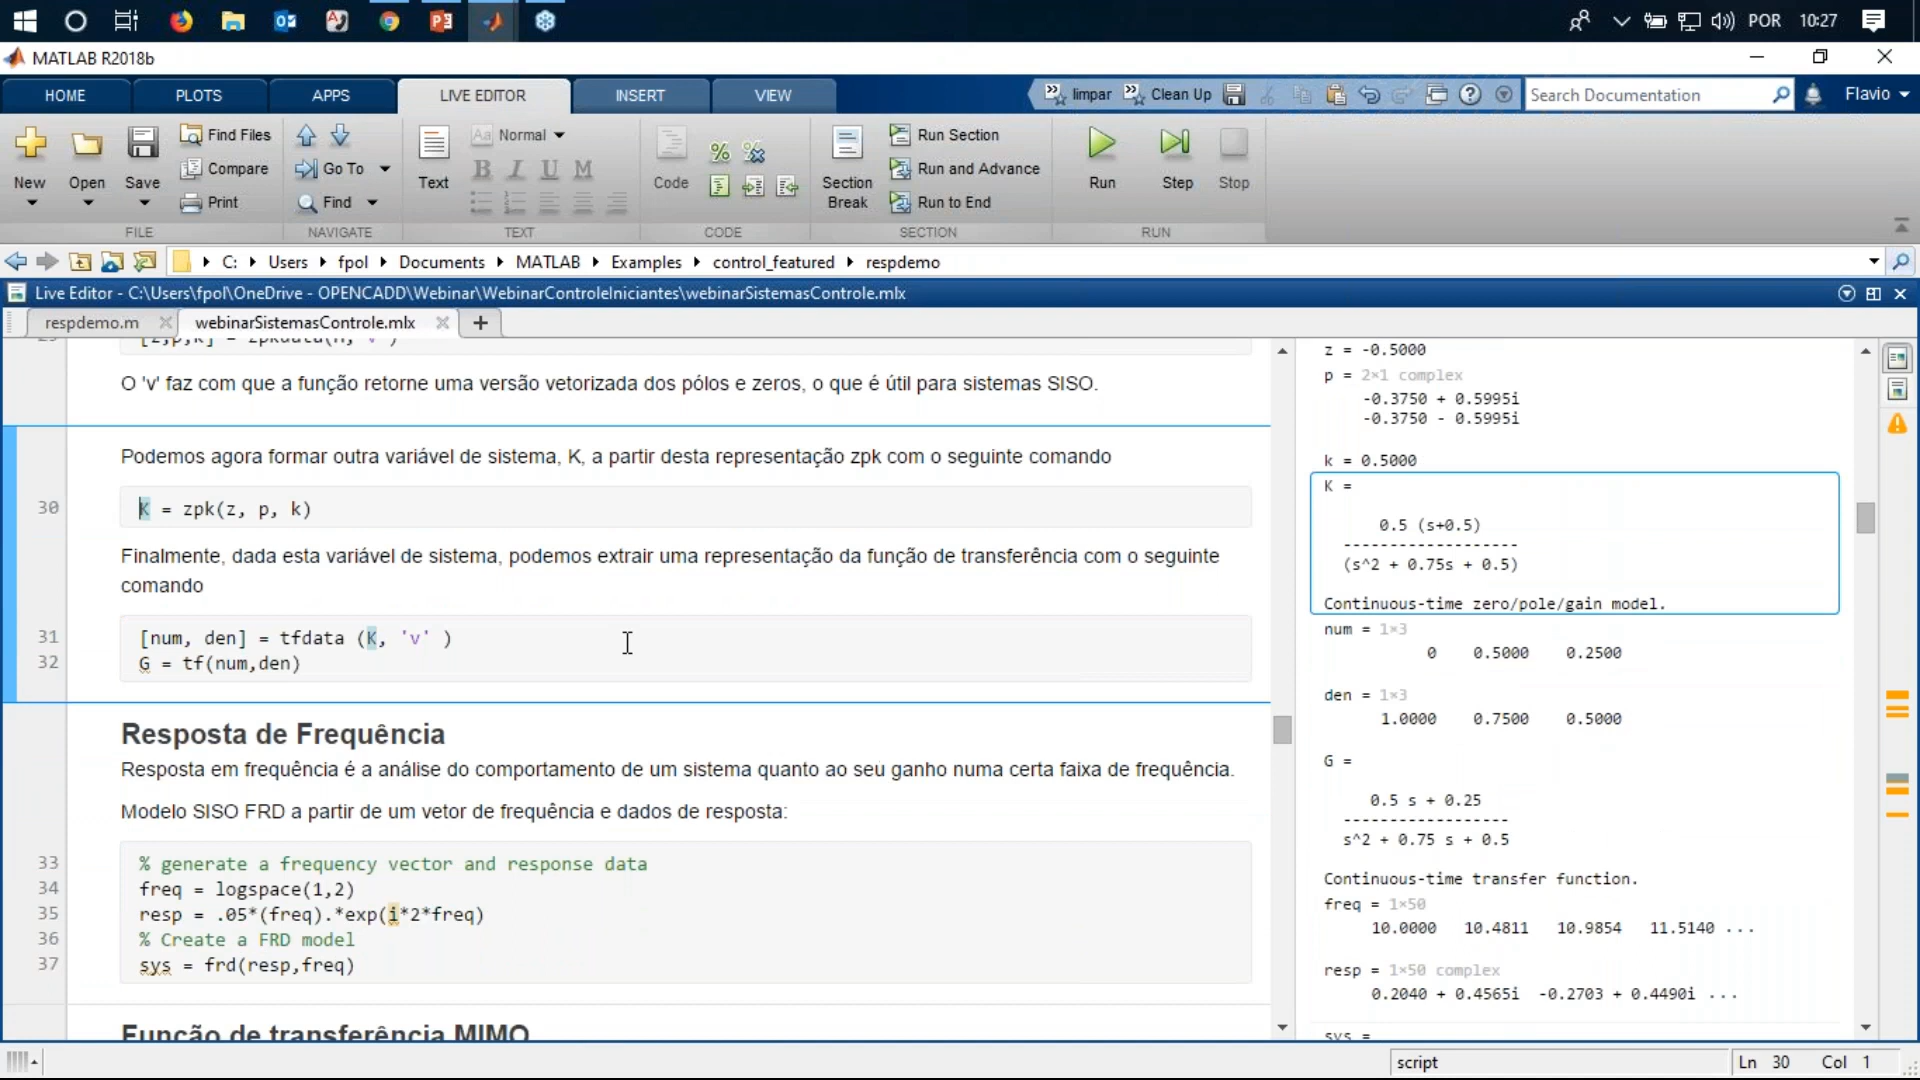 POR 10:27
MATLAB R2018b
HOME PLOTS APPS LIVE EDITOR INSERT VIEW
limpar Clean Up
Search Documentation
Flavio
New
Open
Save
Find Files
Compare
Print
FILE
Go To
Find
NAVIGATE
Text
Aa Normal
B I U M
TEXT
Code
CODE
Section
Break
Run Section
Run and Advance
Run to End
SECTION
Run
Step
Stop
RUN
C: Users fpol Documents MATLAB Examples control_featured respdemo
Live Editor - C:\Users\fpol\OneDrive - OPENCADD\Webinar\WebinarControleIniciantes\webinarSistemasControle.mlx
respdemo.m webinarSistemasControle.mlx
O 'v' faz com que a função retorne uma versão vetorizada dos pólos e zeros, o que é útil para sistemas SISO.
Podemos agora formar outra variável de sistema, K, a partir desta representação zpk com o seguinte comando
30 K = zpk(z, p, k)
Finalmente, dada esta variável de sistema, podemos extrair uma representação da função de transferência com o seguinte
comando
31 [num, den] = tfdata (K, 'v' )
32 G = tf(num,den)
Resposta de Frequência
Resposta em frequência é a análise do comportamento de um sistema quanto ao seu ganho numa certa faixa de frequência.
Modelo SISO FRD a partir de um vetor de frequência e dados de resposta:
33 % generate a frequency vector and response data
34 freq = logspace(1,2)
35 resp = .05*(freq).*exp(i*2*freq)
36 % Create a FRD model
37 sys = frd(resp,freq)
Função de transferência MIMO
z = -0.5000
p = 2×1 complex
-0.3750 + 0.5995i
-0.3750 - 0.5995i
k = 0.5000
K =
0.5 (s+0.5)
-------------------
(s^2 + 0.75s + 0.5)
Continuous-time zero/pole/gain model.
num = 1×3
0 0.5000 0.2500
den = 1×3
1.0000 0.7500 0.5000
G =
0.5 s + 0.25
------------------
s^2 + 0.75 s + 0.5
Continuous-time transfer function.
freq = 1×50
10.0000 10.4811 10.9854 11.5140 ...
resp = 1×50 complex
0.2040 + 0.4565i -0.2703 + 0.4490i ...
sys =
script
Ln 30 Col 1